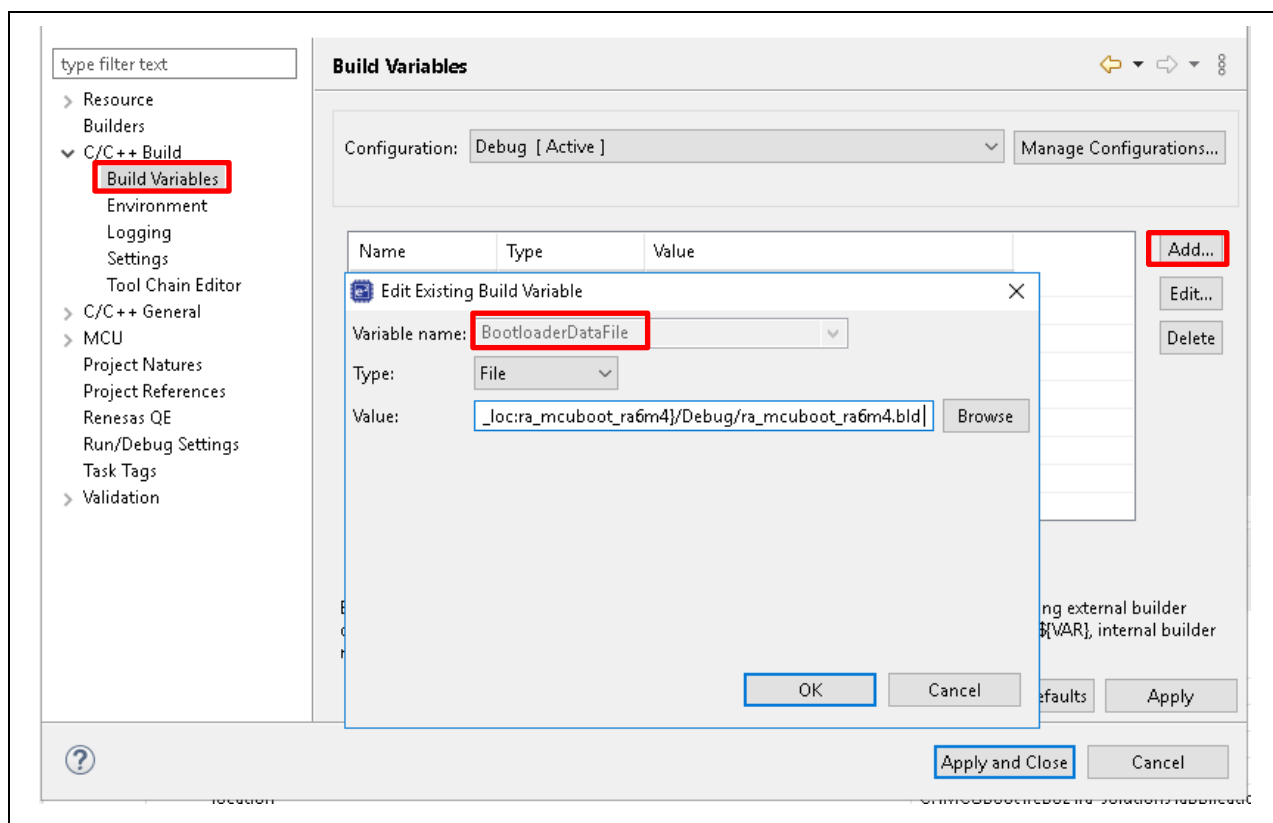 type filter text
Resource
Builders
C/C++ Build
Build Variables
Environment
Logging
Settings
Tool Chain Editor
C/C++ General
MCU
Project Natures
Project References
Renesas QE
Run/Debug Settings
Task Tags
Validation
Build Variables
Configuration: Debug [ Active ] Manage Configurations...
Name Type Value
Add...
Edit...
Delete
Edit Existing Build Variable
Variable name: BootloaderDataFile
Type: File
Value: _loc:ra_mcuboot_ra6m4}/Debug/ra_mcuboot_ra6m4.bld Browse
OK Cancel
ng external builder
${VAR}, internal builder
efaults Apply
Apply and Close Cancel